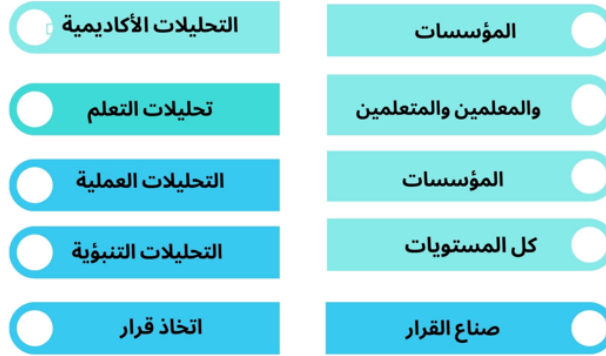 المؤسسات
التحليلات الأكاديمية
والمعلمين والمتعلمين
تحليلات التعلم
المؤسسات
التحليلات العملية
كل المستويات
التحليلات التنبؤية
صناع القرار
اتخاذ قرار